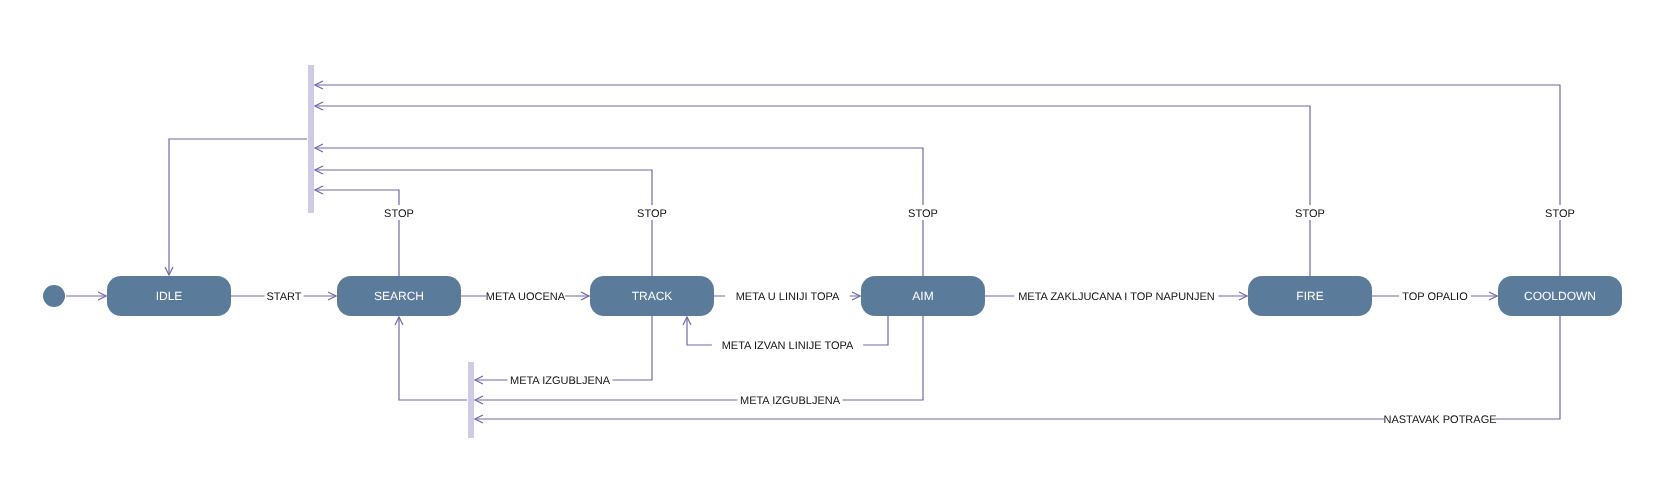 STOP
STOP
STOP
STOP
STOP
IDLE
START
SEARCH
META UOCENA
TRACK
META U LINIJI TOPA
AIM
META ZAKLJUCANA I TOP NAPUNJEN
FIRE
TOP OPALIO
COOLDOWN
META IZVAN LINIJE TOPA
META IZGUBLJENA
META IZGUBLJENA
NASTAVAK POTRAGE